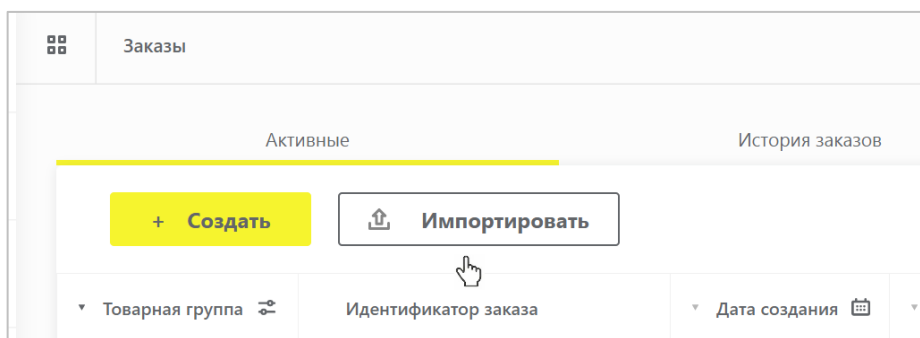 Заказы
Активные
История заказов
+ Создать
Импортировать
Товарная группа
Идентификатор заказа
Дата создания